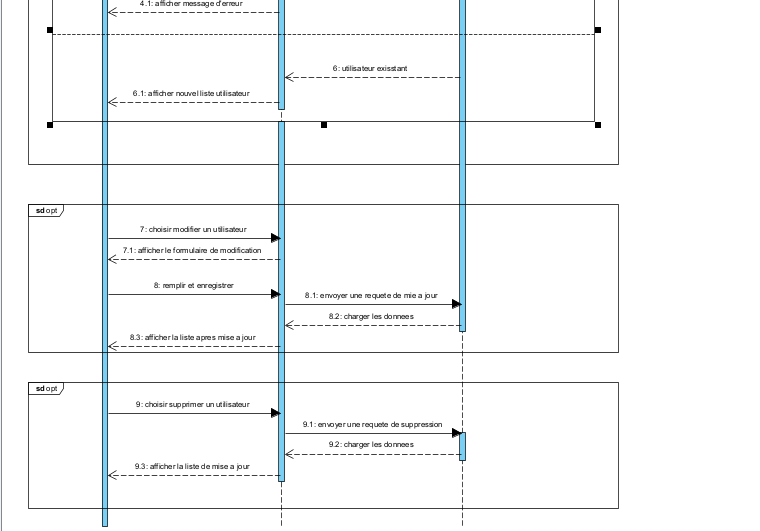 4.1: afficher message d'erreur
6: utilisateur exisstant
6.1: afficher nouvel liste utilisateur
sd opt
7: choisir modifier un utilisateur
7.1: afficher le formulaire de modification
8: remplir et enregistrer
8.1: envoyer une requete de mie a jour
8.2: charger les donnees
8.3: afficher la liste apres mise a jour
sd opt
9: choisir supprimer un utilisateur
9.1: envoyer une requete de suppression
9.2: charger les donnees
9.3: afficher la liste de mise a jour